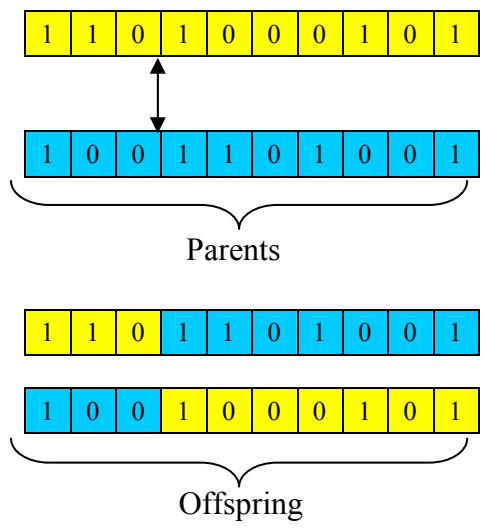 1 1 0 1 0 0 0 1 0 1
1 0 0 1 1 0 1 0 0 1
Parents
1 1 0 1 1 0 1 0 0 1
1 0 0 1 0 0 0 1 0 1
Offspring